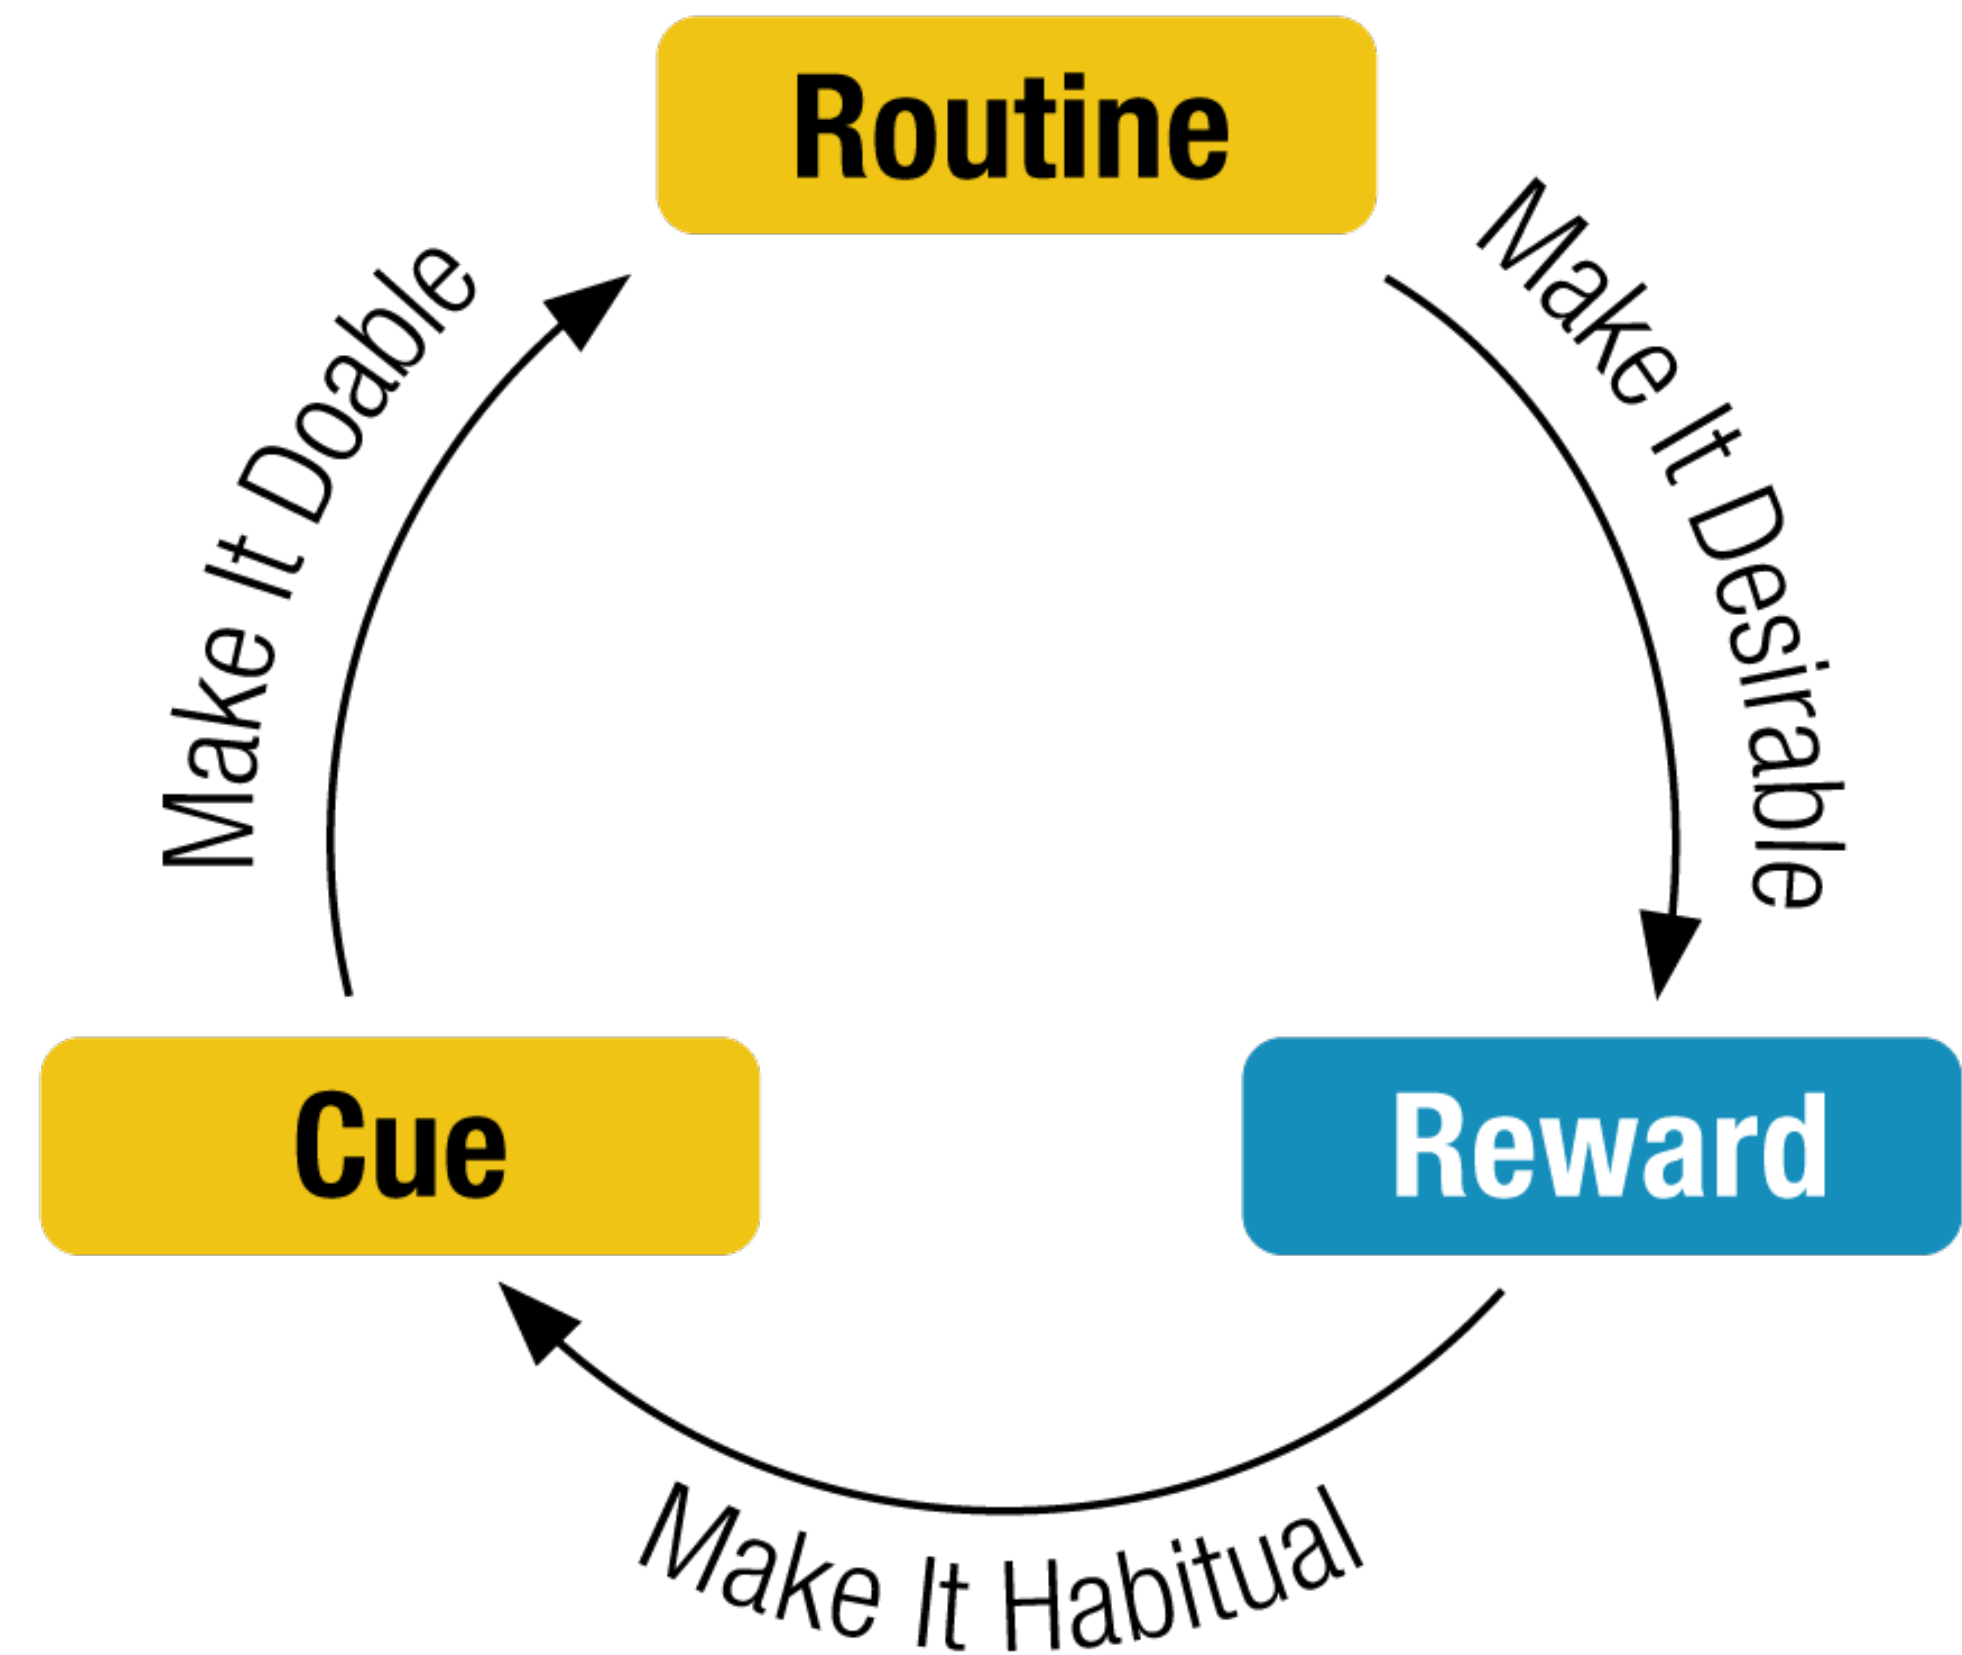 Routine
Make It Doable
Make It Desirable
Cue
Reward
Make It Habitual